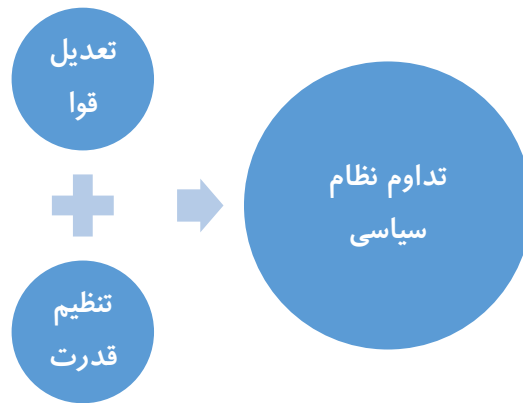 تعدیل
قوا
تنظیم
قدرت
تداوم نظام
سیاسی